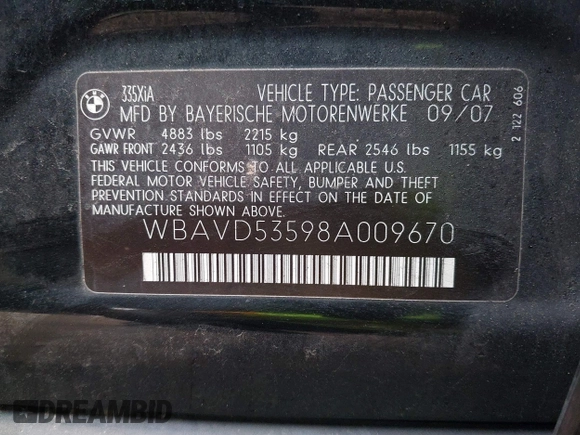 BMW
335XiA VEHICLE TYPE: PASSENGER CAR
MFD BY BAYERISCHE MOTORENWERKE 09/07
GVWR 4883 lbs 2215 kg
GAWR FRONT 2436 lbs 1105 kg REAR 2546 lbs 1155 kg
THIS VEHICLE CONFORMS TO ALL APPLICABLE U.S.
FEDERAL MOTOR VEHICLE SAFETY, BUMPER AND THEFT
PREVENTION STANDARDS IN EFFECT ON THE DATE OF
MANUFACTURE SHOWN ABOVE.
WBAVD53598A009670
2 122 606
DREAMBID